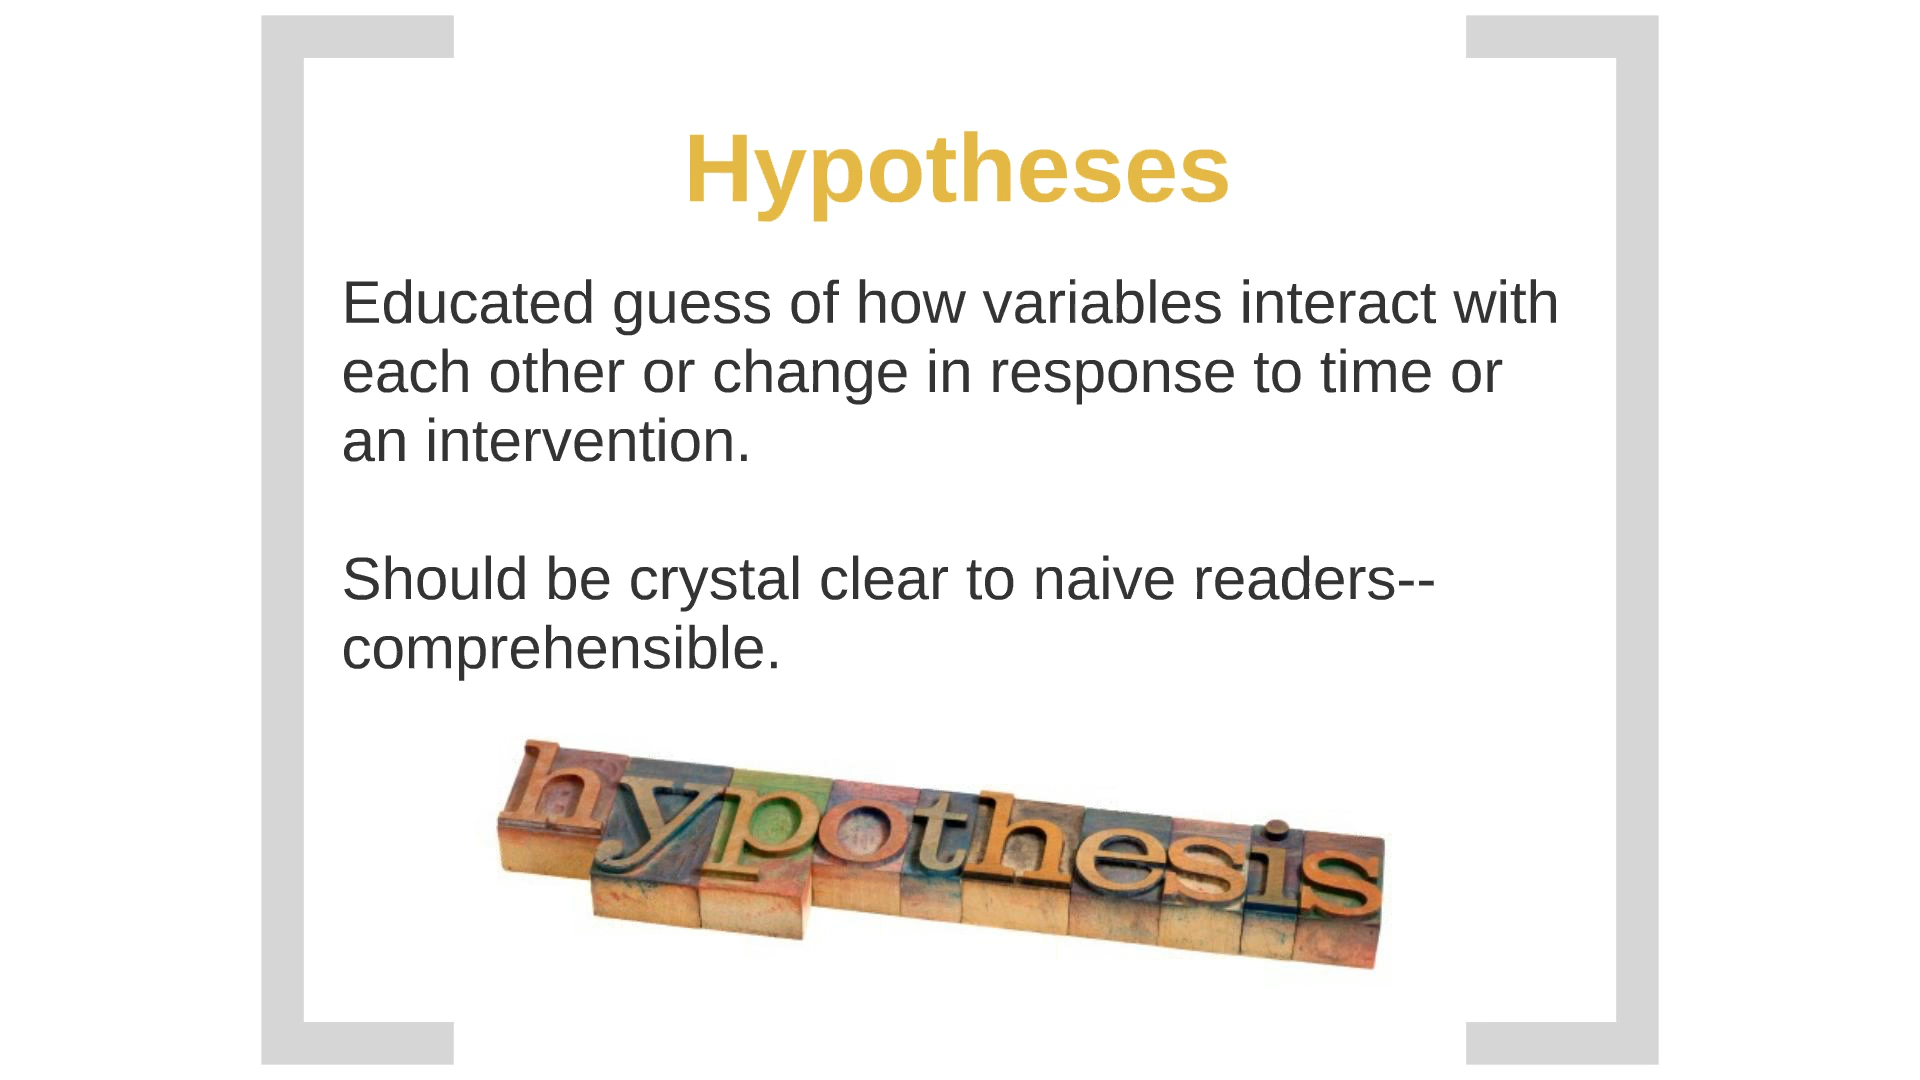 Hypotheses
Educated guess of how variables interact with
each other or change in response to time or
an intervention.
Should be crystal clear to naive readers--
comprehensible.
hypothesis